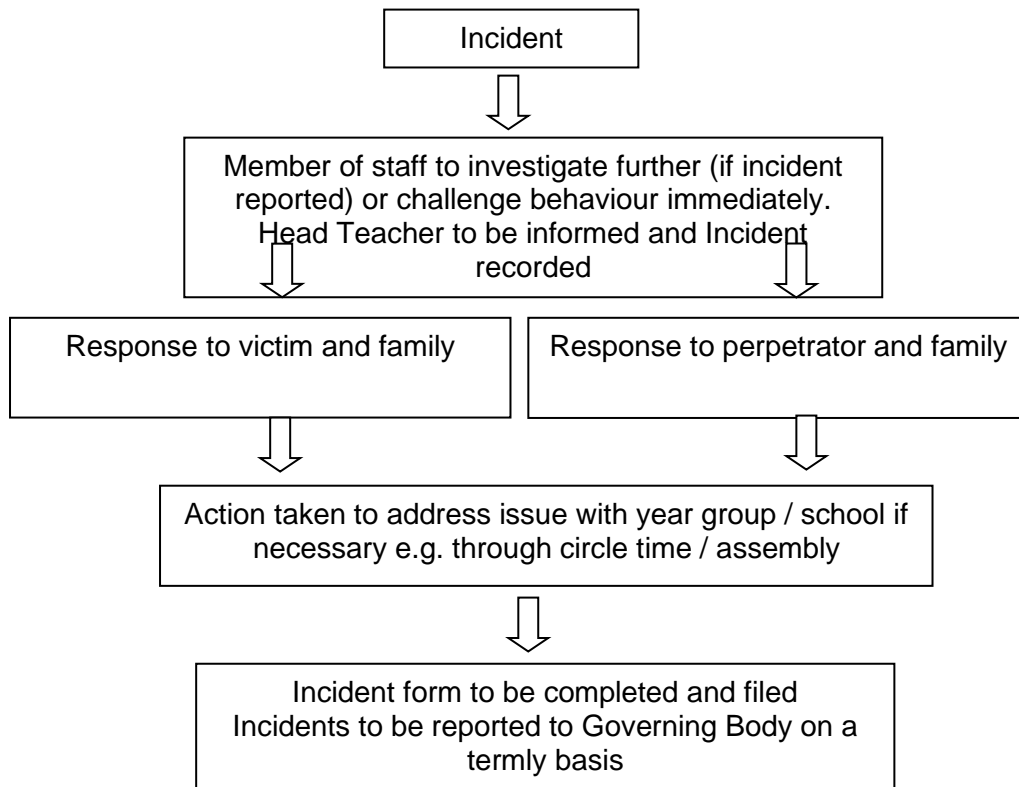 Incident
Member of staff to investigate further (if incident
reported) or challenge behaviour immediately.
Head Teacher to be informed and Incident
recorded
Response to victim and family
Response to perpetrator and family
Action taken to address issue with year group / school if
necessary e.g. through circle time / assembly
Incident form to be completed and filed
Incidents to be reported to Governing Body on a
termly basis